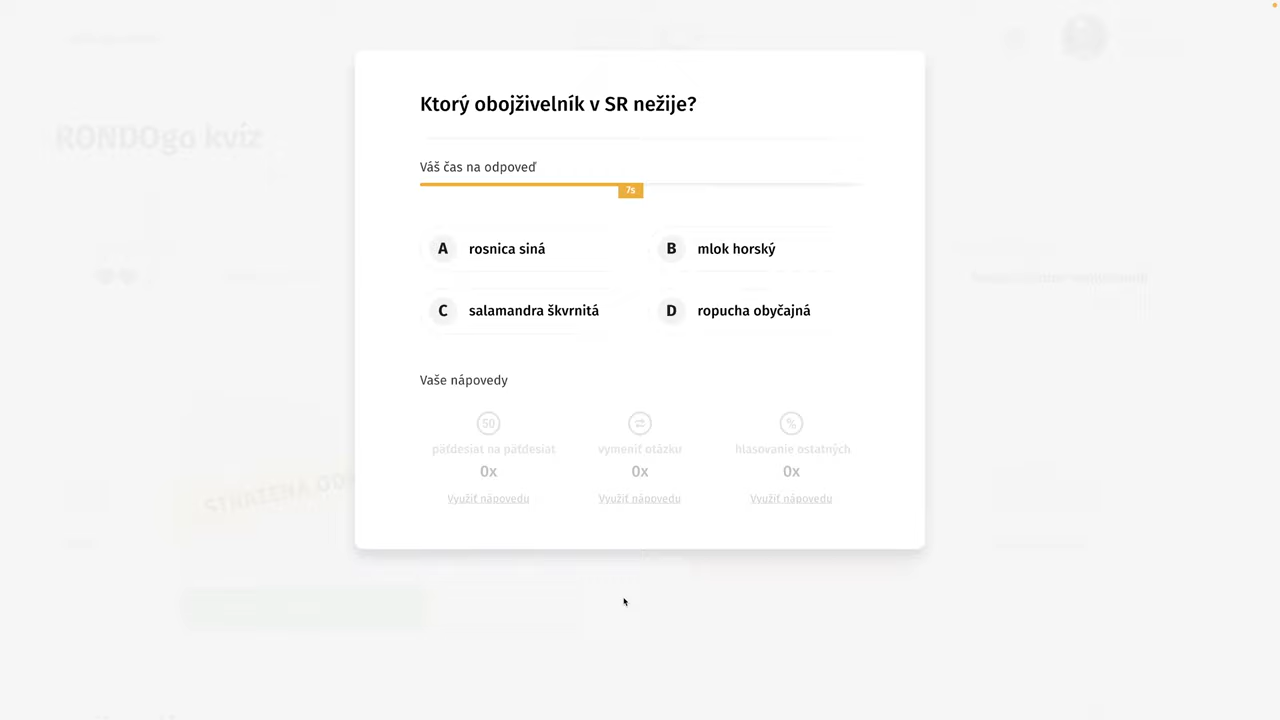 RONDOgo kvíz
Ktorý obojživelník v SR nežije?
Váš čas na odpoveď
7s
A rosnica siná
B mlok horský
C salamandra škvrnitá
D ropucha obyčajná
Vaše nápovedy
50
%
päťdesiat na päťdesiat
vymeniť otázku
hlasovanie ostatných
0x
0x
0x
Využiť nápovedu
Využiť nápovedu
Využiť nápovedu